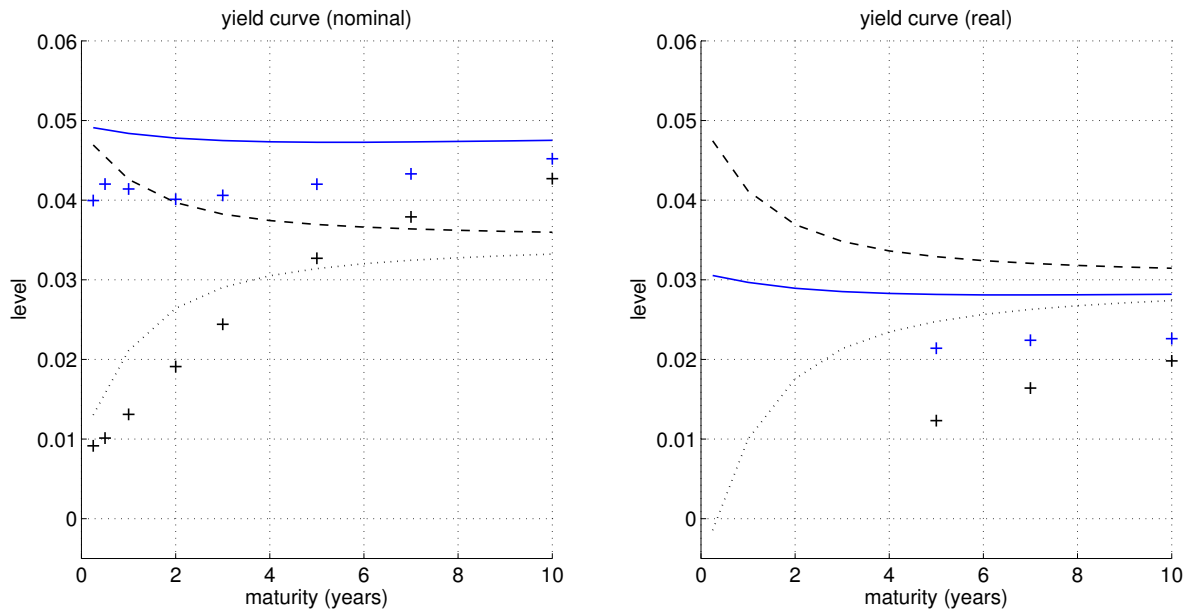 yield curve (nominal)
0.06
0.05
0.04
0.03
0.02
0.01
0
level
0 2 4 6 8 10
maturity (years)
yield curve (real)
0.06
0.05
0.04
0.03
0.02
0.01
0
level
0 2 4 6 8 10
maturity (years)